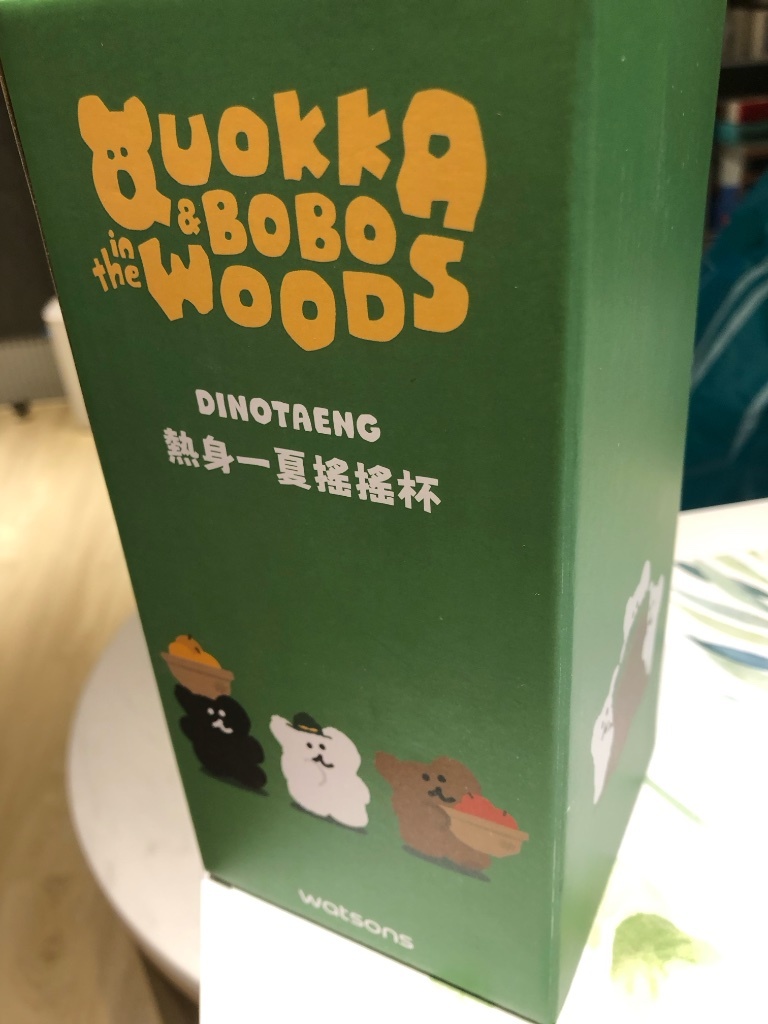 QUOKKA
& BOBO
in the WOODS
DINOTAENG
熱身一夏搖搖杯
watsons